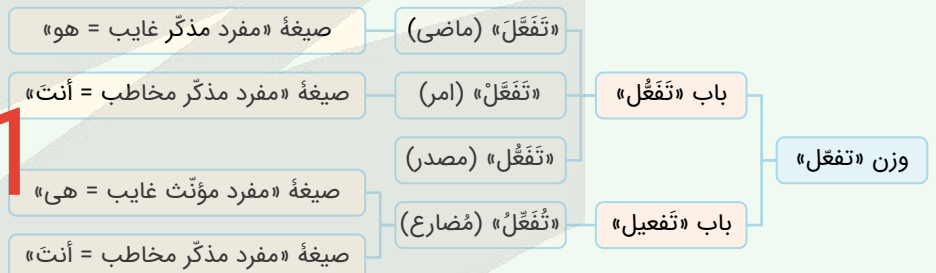 وزن «تفعّل»
باب «تَفَعُّل»
«تَفَعَّلَ» (ماضی)
صیغهٔ «مفرد مذکّر غایب = هو»
«تَفَعَّلْ» (امر)
صیغهٔ «مفرد مذکّر مخاطب = أنتَ»
«تَفَعُّل» (مصدر)
باب «تَفعیل»
«تُفَعِّلُ» (مُضارع)
صیغهٔ «مفرد مؤنّث غایب = هی»
صیغهٔ «مفرد مذکّر مخاطب = أنتَ»